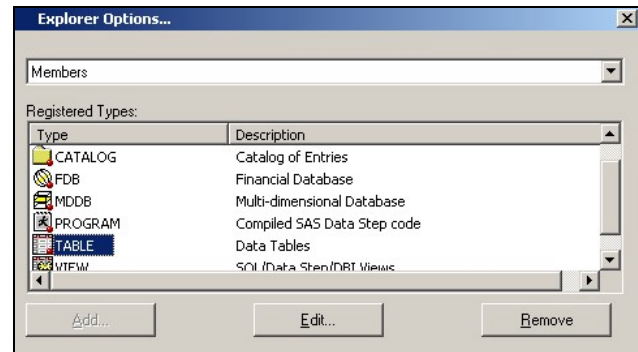 Explorer Options...
Members
Registered Types:
Type Description
CATALOG Catalog of Entries
FDB Financial Database
MDDB Multi-dimensional Database
PROGRAM Compiled SAS Data Step code
TABLE Data Tables
VIEW SQL/Data Step/DBI Views
Add... Edit... Remove